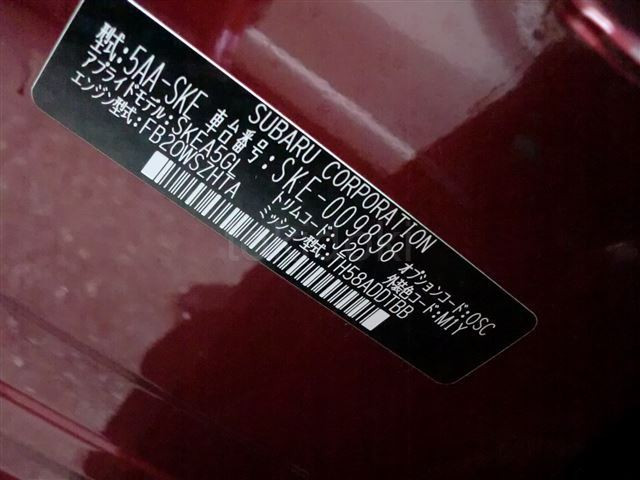 SUBARU CORPORATION
型式:5AA-SKE 車台番号:SKE-009898
アプライドモデル:SKEA5GL トリムコード:J20 オプションコード:OSC
エンジン型式:FB20WSZH1A ミッション型式:TH58ADDTBB 外装色コード:M1Y